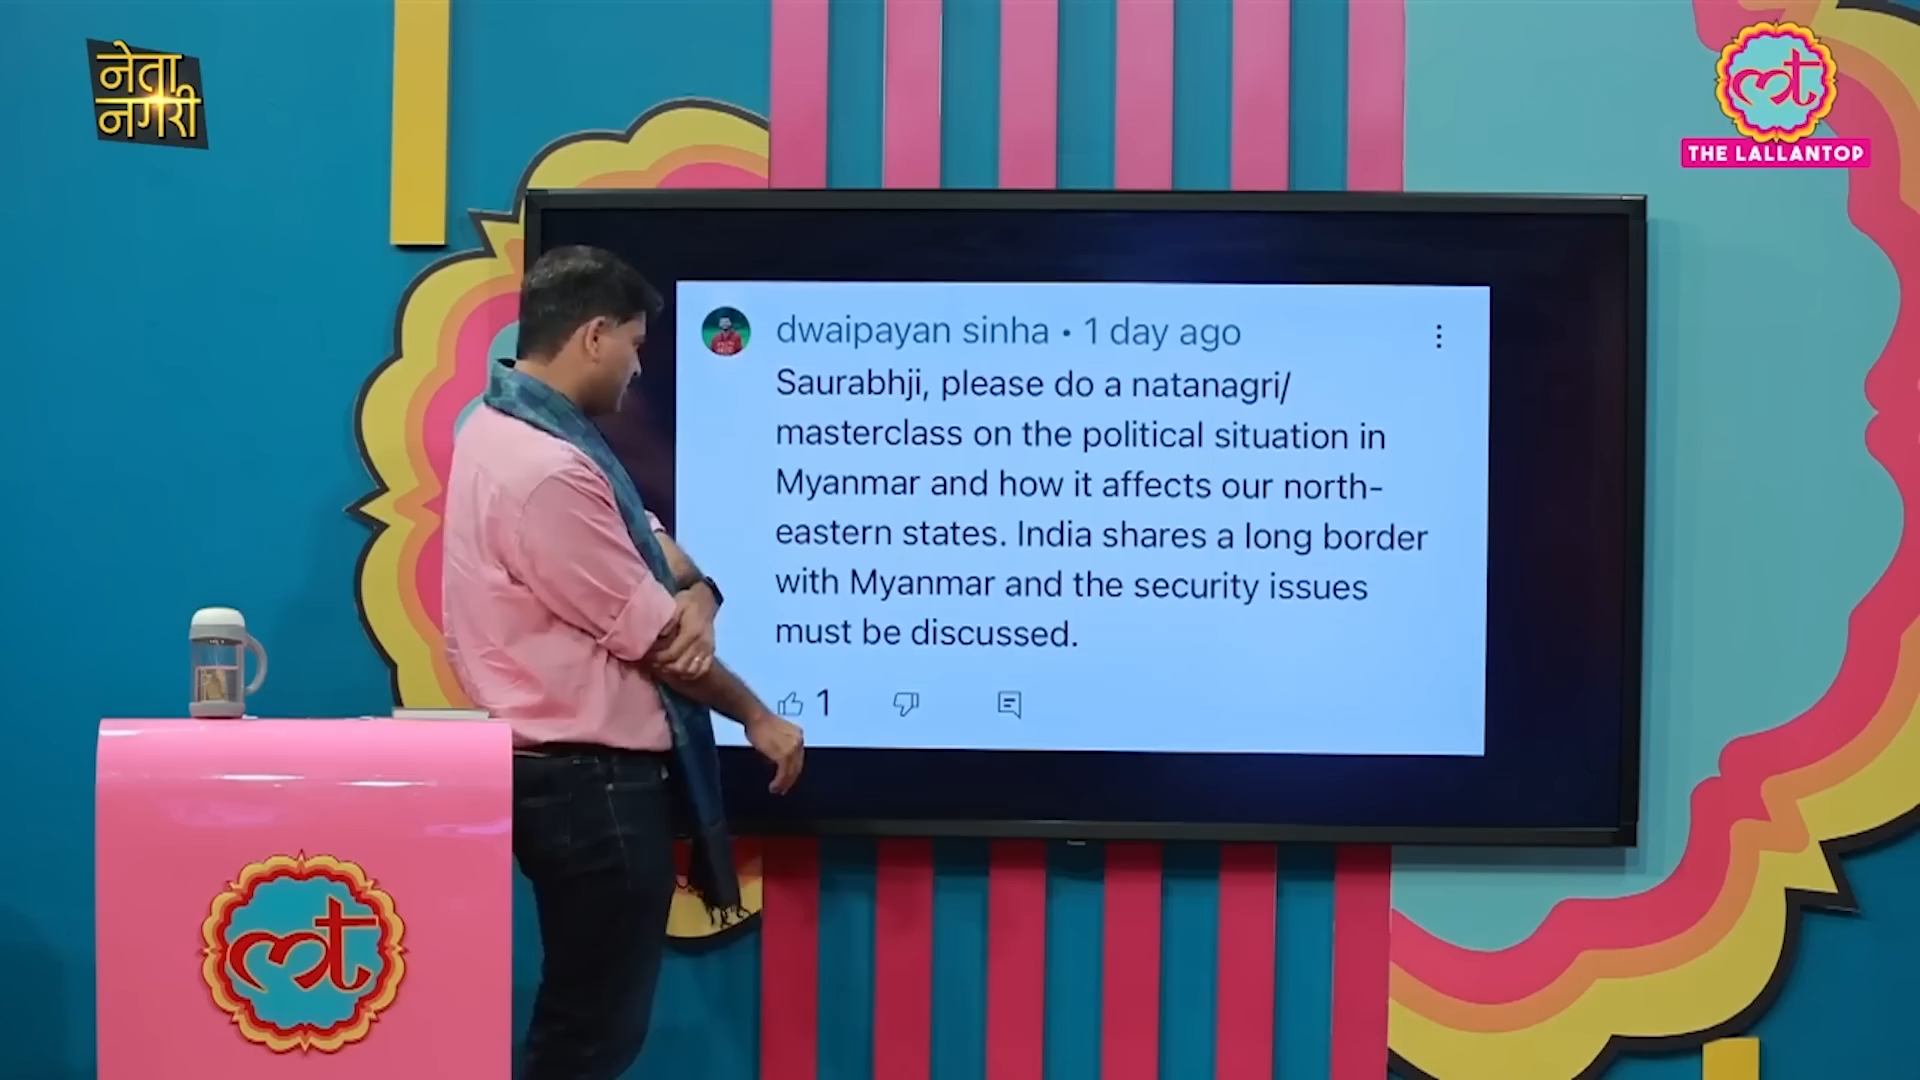 नेता
नगरी
lt
THE LALLANTOP
dwaipayan sinha • 1 day ago
Saurabhji, please do a natanagri/
masterclass on the political situation in
Myanmar and how it affects our north-
eastern states. India shares a long border
with Myanmar and the security issues
must be discussed.
1
lt